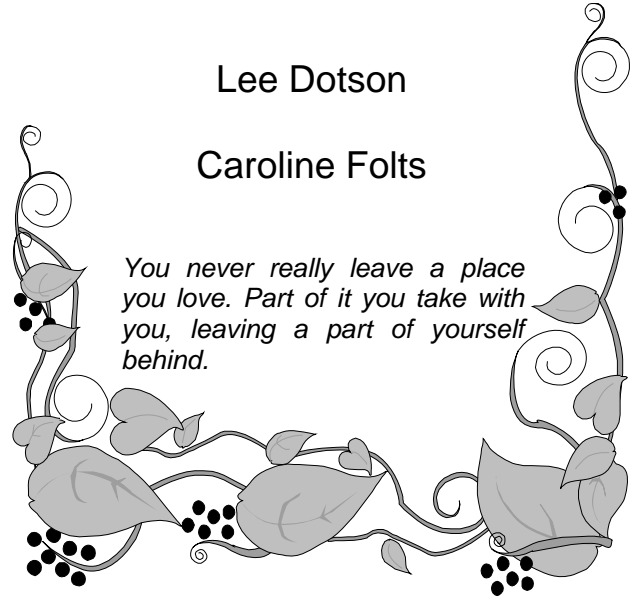 Lee Dotson
Caroline Folts
You never really leave a place
you love. Part of it you take with
you, leaving a part of yourself
behind.